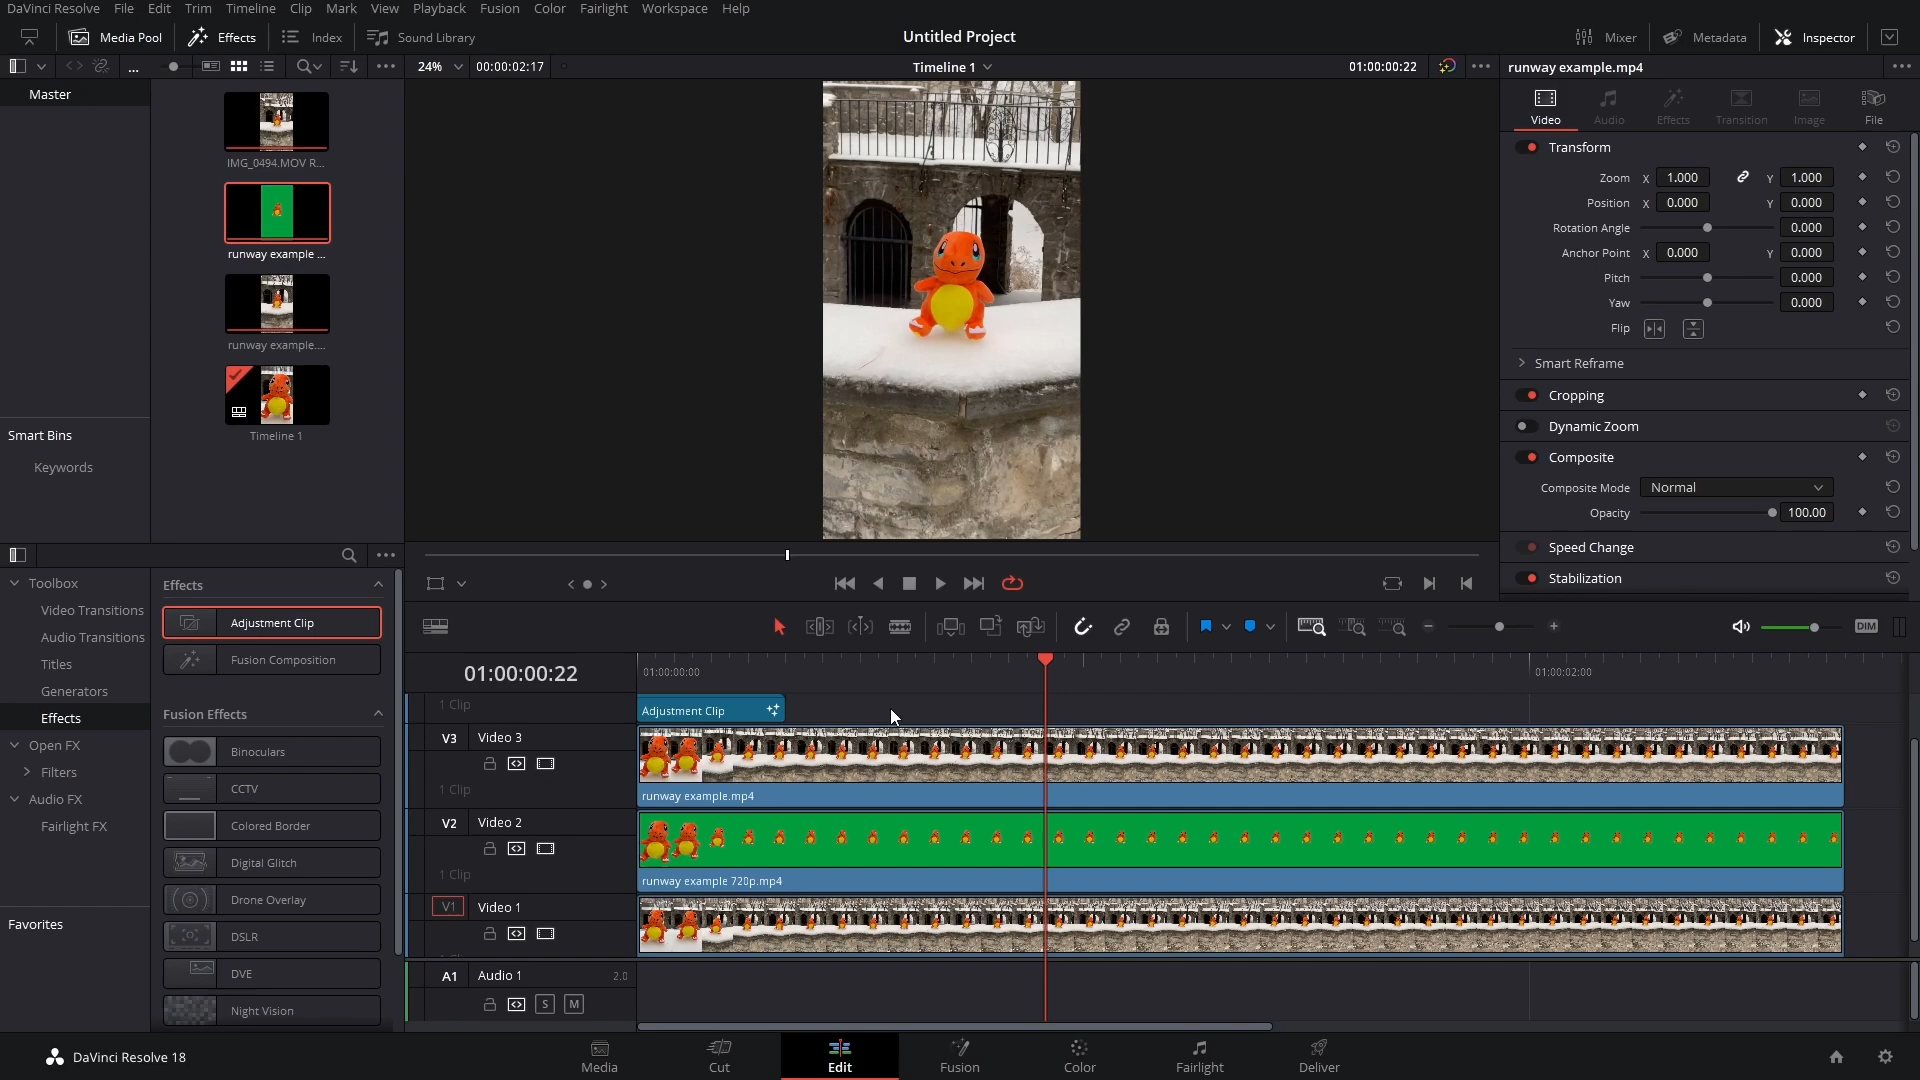 DaVinci Resolve File Edit Trim Timeline Clip Mark View Playback Fusion Color Fairlight Workspace Help
Media Pool Effects Index Sound Library Untitled Project Mixer Metadata Inspector
... 24% 00:00:02:17 Timeline 1 01:00:00:22 runway example.mp4
Master
IMG_0494.MOV R...
runway example ...
runway example....
Timeline 1
Smart Bins
Keywords
Video Audio Effects Transition Image File
Transform
Zoom X 1.000 Y 1.000
Position X 0.000 Y 0.000
Rotation Angle 0.000
Anchor Point X 0.000 Y 0.000
Pitch 0.000
Yaw 0.000
Flip
Smart Reframe
Cropping
Dynamic Zoom
Composite
Composite Mode Normal
Opacity 100.00
Speed Change
Stabilization
Toolbox
Video Transitions
Audio Transitions
Titles
Generators
Effects
Open FX
Filters
Audio FX
Fairlight FX
Favorites
Effects
Adjustment Clip
Fusion Composition
Fusion Effects
Binoculars
CCTV
Colored Border
Digital Glitch
Drone Overlay
DSLR
DVE
Night Vision
DIM
01:00:00:22 01:00:00:00 01:00:02:00
1 Clip Adjustment Clip
V3 Video 3
1 Clip runway example.mp4
V2 Video 2
1 Clip runway example 720p.mp4
V1 Video 1
A1 Audio 1 2.0
S M
DaVinci Resolve 18
Media Cut Edit Fusion Color Fairlight Deliver